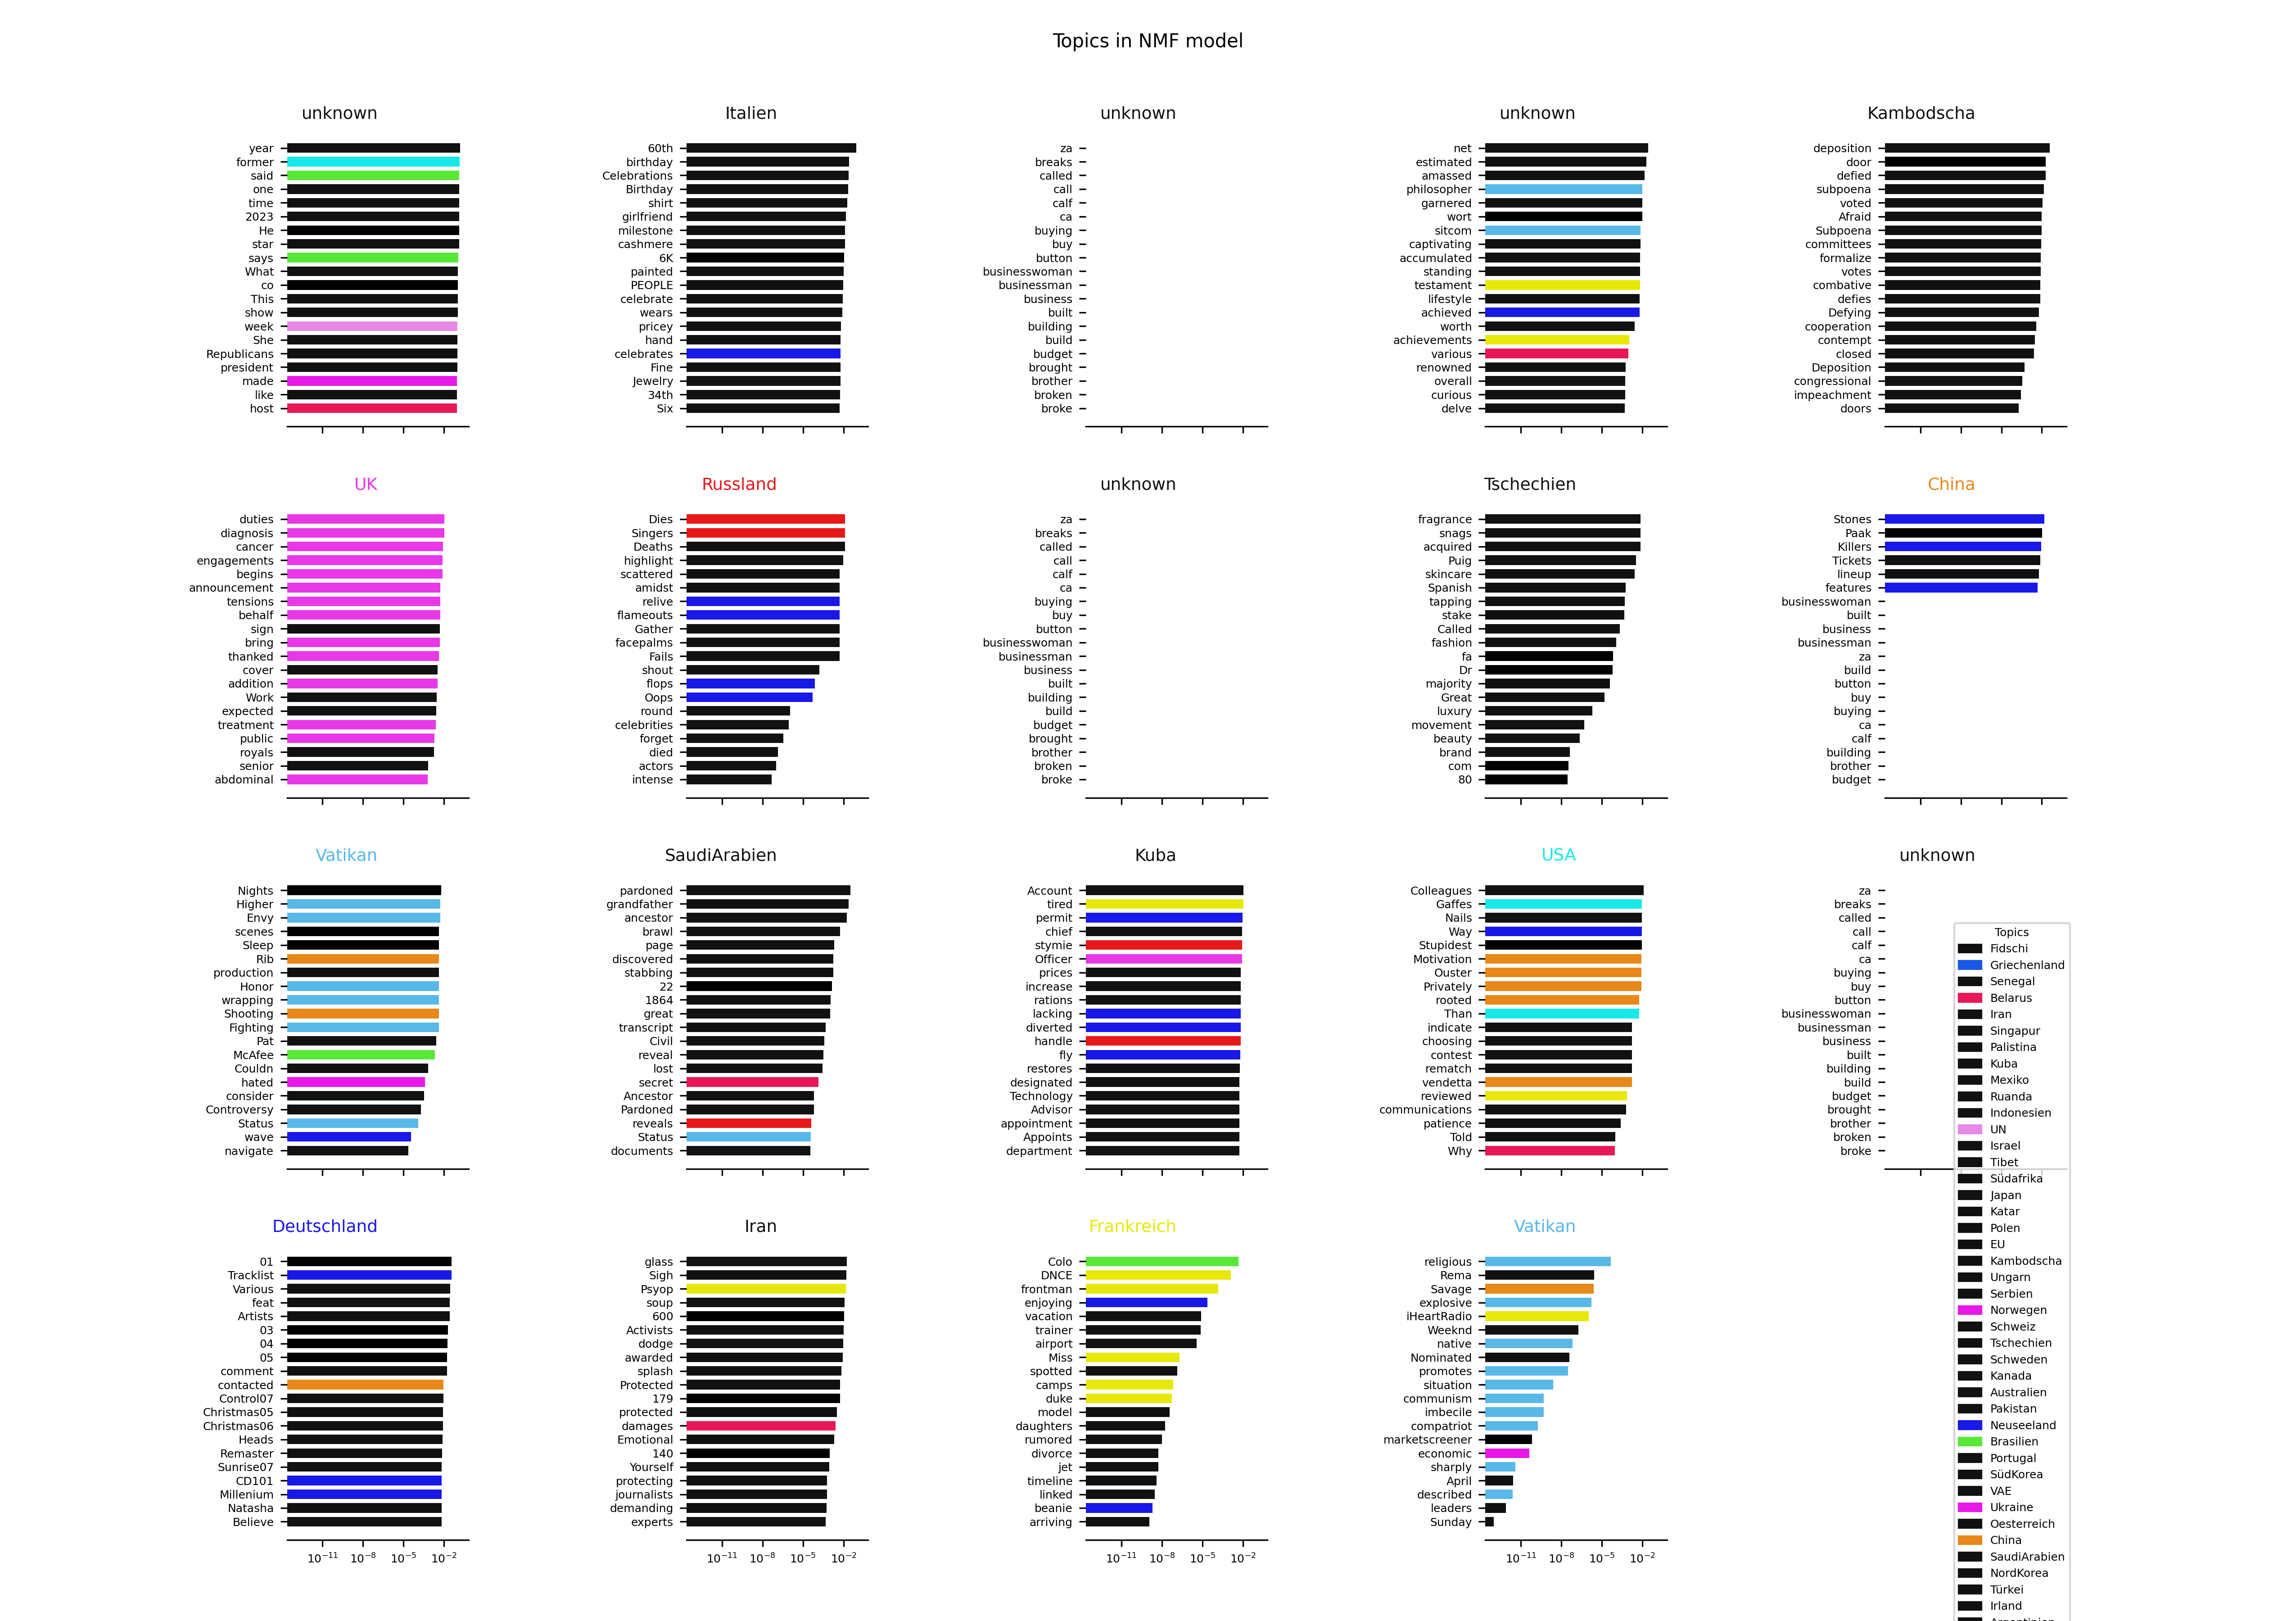 Topics in NMF model
unknown
year
former
said
one
time
2023
He
star
says
What
co
This
show
week
She
Republicans
president
made
like
host
Italien
60th
birthday
Celebrations
Birthday
shirt
girlfriend
milestone
cashmere
6K
painted
PEOPLE
celebrate
wears
pricey
hand
celebrates
Fine
Jewelry
34th
Six
unknown
za
breaks
called
call
calf
ca
buying
buy
button
businesswoman
businessman
business
built
building
build
budget
brought
brother
broken
broke
unknown
net
estimated
amassed
philosopher
garnered
wort
sitcom
captivating
accumulated
standing
testament
lifestyle
achieved
worth
achievements
various
renowned
overall
curious
delve
Kambodscha
deposition
door
defied
subpoena
voted
Afraid
Subpoena
committees
formalize
votes
combative
defies
Defying
cooperation
contempt
closed
Deposition
congressional
impeachment
doors
UK
duties
diagnosis
cancer
engagements
begins
announcement
tensions
behalf
sign
bring
thanked
cover
addition
Work
expected
treatment
public
royals
senior
abdominal
Russland
Dies
Singers
Deaths
highlight
scattered
amidst
relive
flameouts
Gather
facepalms
Fails
shout
flops
Oops
round
celebrities
forget
died
actors
intense
unknown
za
breaks
called
call
calf
ca
buying
buy
button
businesswoman
businessman
business
built
building
build
budget
brought
brother
broken
broke
Tschechien
fragrance
snags
acquired
Puig
skincare
Spanish
tapping
stake
Called
fashion
fa
Dr
majority
Great
luxury
movement
beauty
brand
com
80
China
Stones
Paak
Killers
Tickets
lineup
features
businesswoman
built
business
businessman
za
build
button
buy
buying
ca
calf
building
brother
budget
Vatikan
Nights
Higher
Envy
scenes
Sleep
Rib
production
Honor
wrapping
Shooting
Fighting
Pat
McAfee
Couldn
hated
consider
Controversy
Status
wave
navigate
SaudiArabien
pardoned
grandfather
ancestor
brawl
page
discovered
stabbing
22
1864
great
transcript
Civil
reveal
lost
secret
Ancestor
Pardoned
reveals
Status
documents
Kuba
Account
tired
permit
chief
stymie
Officer
prices
increase
rations
lacking
diverted
handle
fly
restores
designated
Technology
Advisor
appointment
Appoints
department
USA
Colleagues
Gaffes
Nails
Way
Stupidest
Motivation
Ouster
Privately
rooted
Than
indicate
choosing
contest
rematch
vendetta
reviewed
communications
patience
Told
Why
unknown
za
breaks
called
call
calf
ca
buying
buy
button
businesswoman
businessman
business
built
building
build
budget
brought
brother
broken
broke
Deutschland
01
Tracklist
Various
feat
Artists
03
04
05
comment
contacted
Control07
Christmas05
Christmas06
Heads
Remaster
Sunrise07
CD101
Millenium
Natasha
Believe
10⁻¹¹ 10⁻⁸ 10⁻⁵ 10⁻²
Iran
glass
Sigh
Psyop
soup
600
Activists
dodge
awarded
splash
Protected
179
protected
damages
Emotional
140
Yourself
protecting
journalists
demanding
experts
10⁻¹¹ 10⁻⁸ 10⁻⁵ 10⁻²
Frankreich
Colo
DNCE
frontman
enjoying
vacation
trainer
airport
Miss
spotted
camps
duke
model
daughters
rumored
divorce
jet
timeline
linked
beanie
arriving
10⁻¹¹ 10⁻⁸ 10⁻⁵ 10⁻²
Vatikan
religious
Rema
Savage
explosive
iHeartRadio
Weeknd
native
Nominated
promotes
situation
communism
imbecile
compatriot
marketscreener
economic
sharply
April
described
leaders
Sunday
10⁻¹¹ 10⁻⁸ 10⁻⁵ 10⁻²
Topics
Fidschi
Griechenland
Senegal
Belarus
Iran
Singapur
Palistina
Kuba
Mexiko
Ruanda
Indonesien
UN
Israel
Tibet
Südafrika
Japan
Katar
Polen
EU
Kambodscha
Ungarn
Serbien
Norwegen
Schweiz
Tschechien
Schweden
Kanada
Australien
Pakistan
Neuseeland
Brasilien
Portugal
SüdKorea
VAE
Ukraine
Oesterreich
China
SaudiArabien
NordKorea
Türkei
Irland